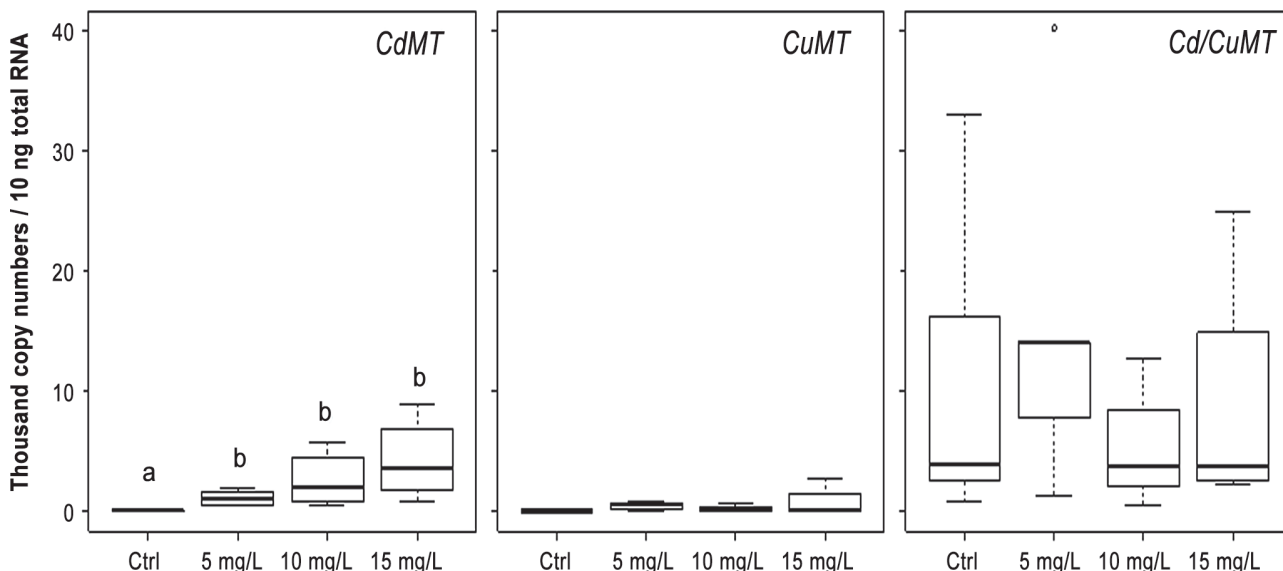 Thousand copy numbers / 10 ng total RNA
40
30
20
10
0
CdMT
a
b
b
b
Ctrl 5 mg/L 10 mg/L 15 mg/L
CuMT
Ctrl 5 mg/L 10 mg/L 15 mg/L
Cd/CuMT
Ctrl 5 mg/L 10 mg/L 15 mg/L